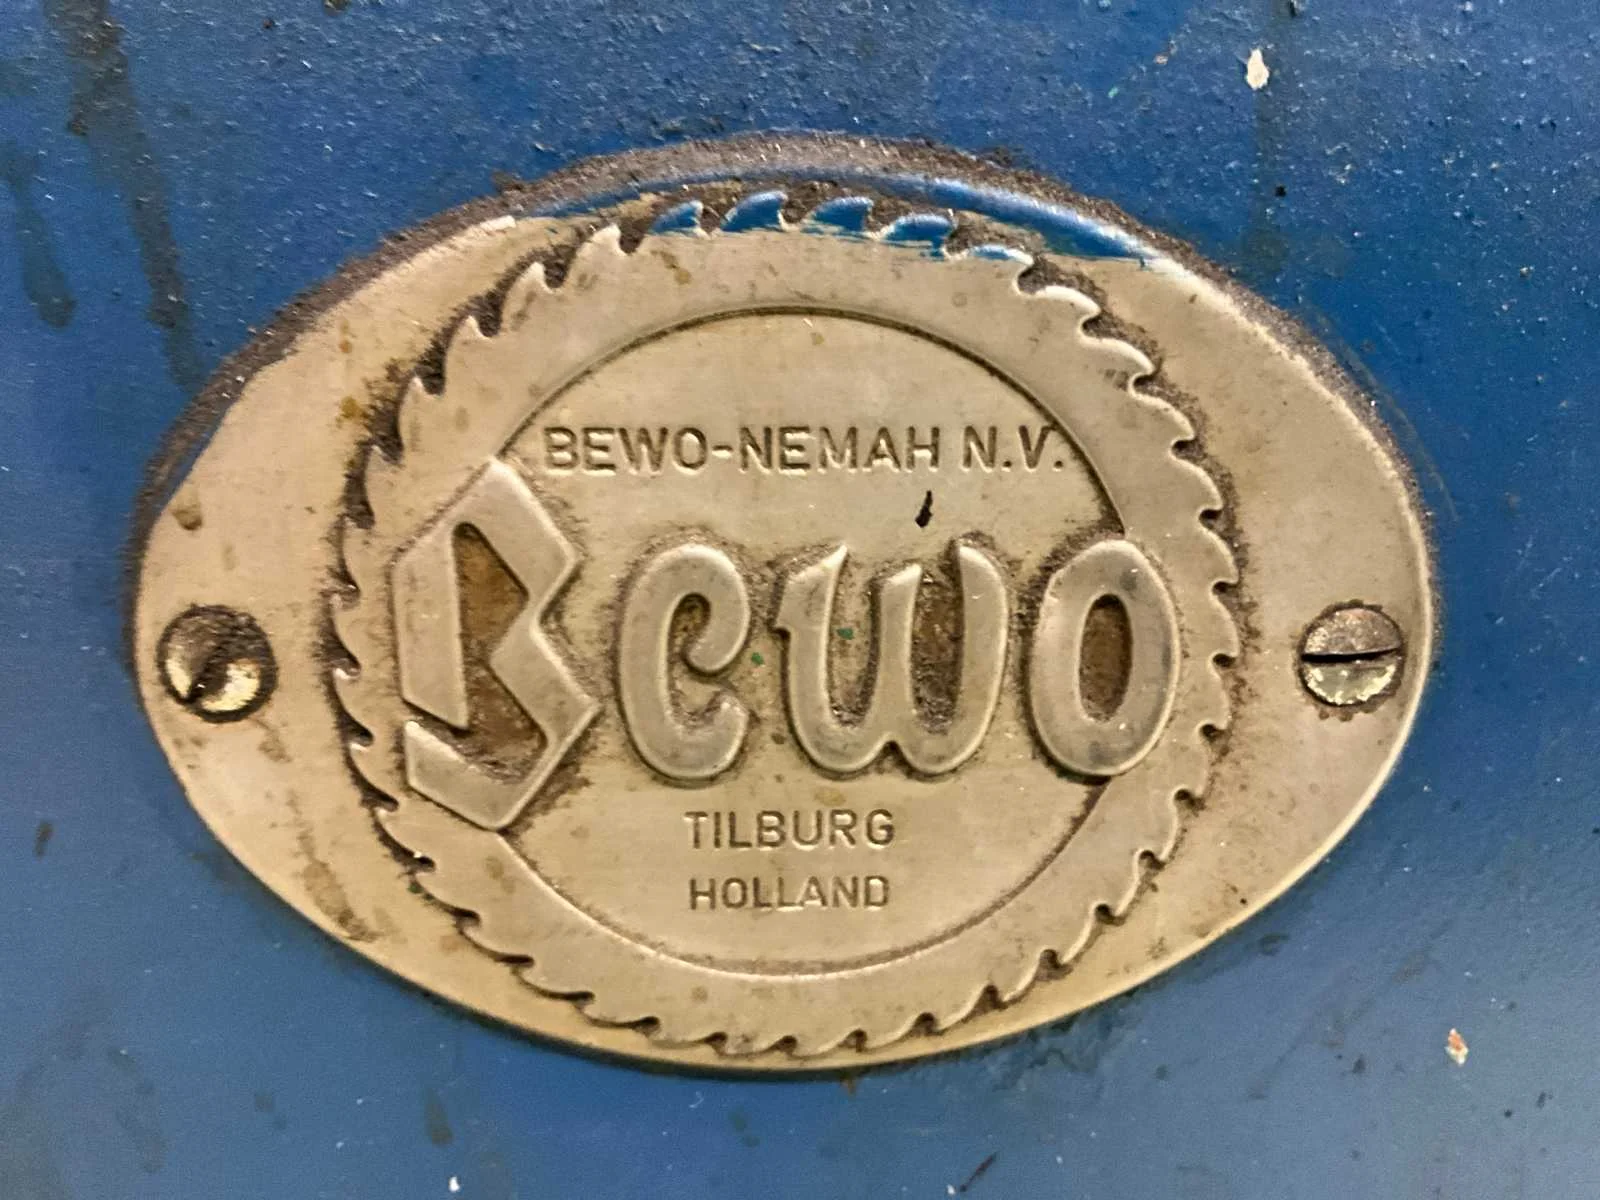 BEWO-NEMAH N.V.
Bewo
TILBURG
HOLLAND